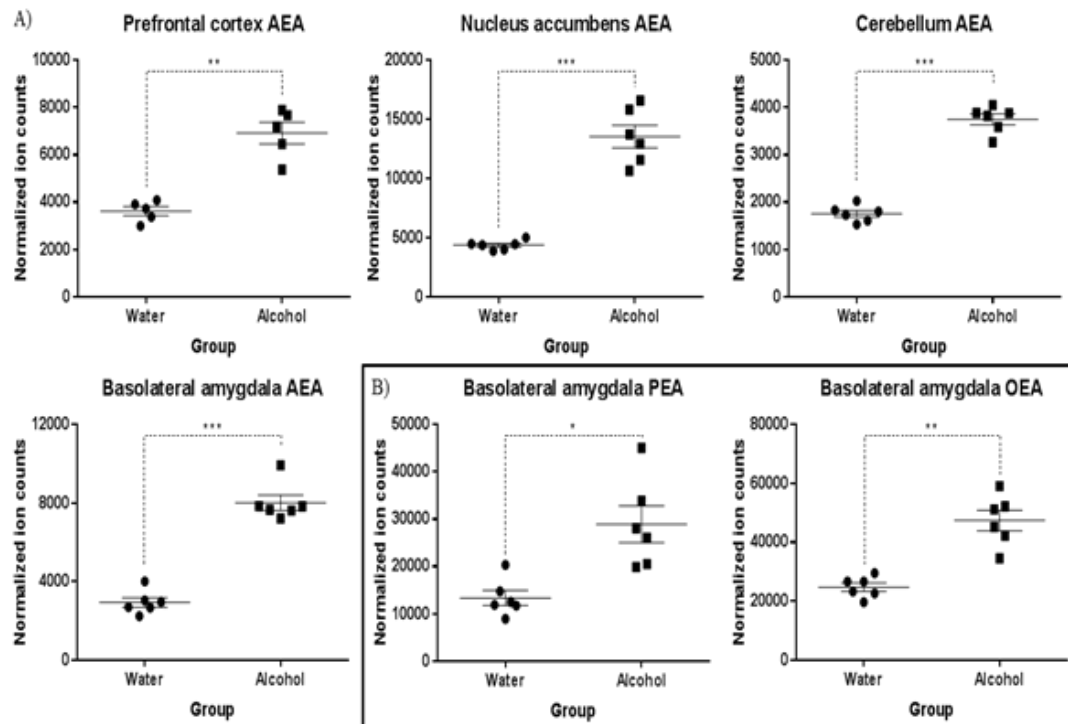 A)
Prefrontal cortex AEA
Normalized ion counts
10000
8000
6000
4000
2000
0
**
Water
Alcohol
Group
Nucleus accumbens AEA
Normalized ion counts
20000
15000
10000
5000
0
***
Water
Alcohol
Group
Cerebellum AEA
Normalized ion counts
5000
4000
3000
2000
1000
0
***
Water
Alcohol
Group
Basolateral amygdala AEA
Normalized ion counts
12000
8000
4000
0
***
Water
Alcohol
Group
B)
Basolateral amygdala PEA
Normalized ion counts
50000
40000
30000
20000
10000
0
*
Water
Alcohol
Group
Basolateral amygdala OEA
Normalized ion counts
80000
60000
40000
20000
0
**
Water
Alcohol
Group